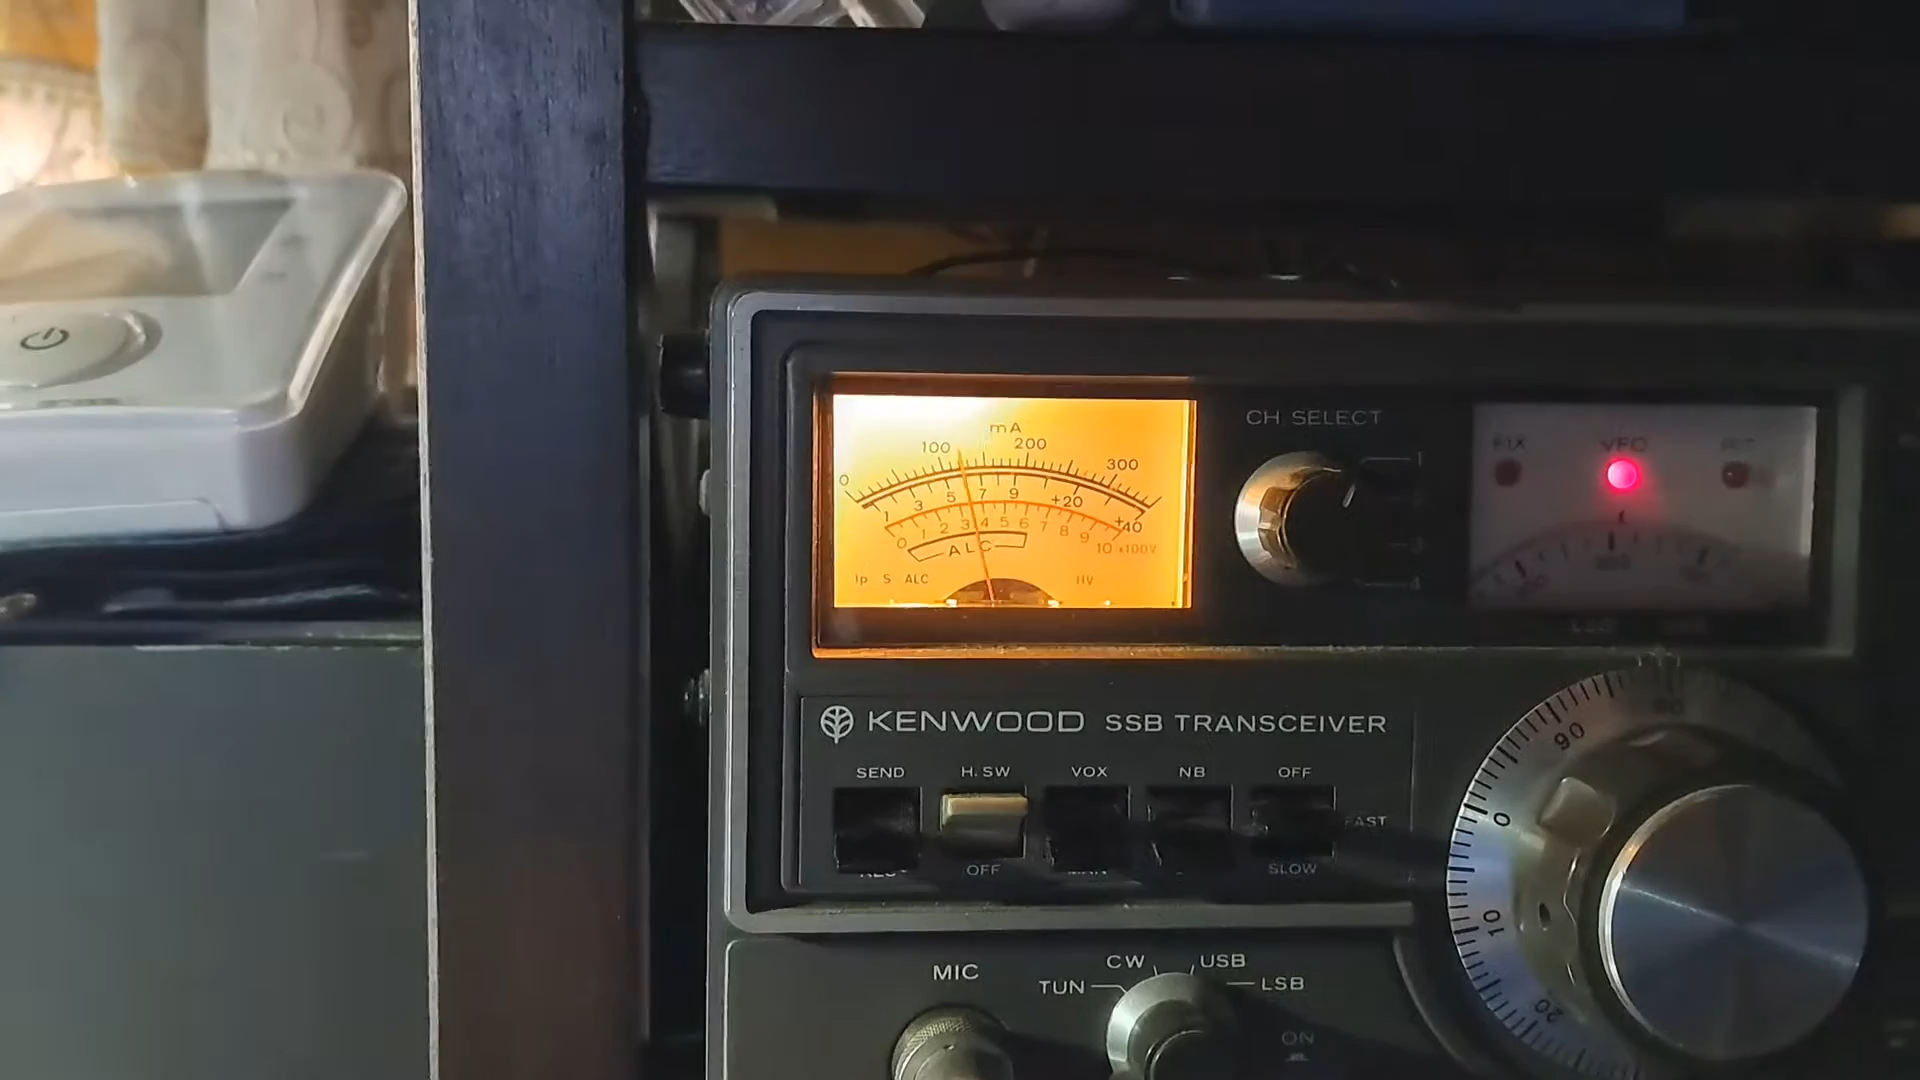 mA
100 200
0 300
1 3 5 7 9 +20 +40
0 1 2 3 4 5 6 7 8 9 10 x100V
ALC
Ip S ALC HV
CH. SELECT
1
3
4
FIX VFO
KENWOOD SSB TRANSCEIVER
SEND H.SW VOX NB OFF
FAST
OFF SLOW
90
0
10
20
MIC
CW USB
TUN LSB
ON